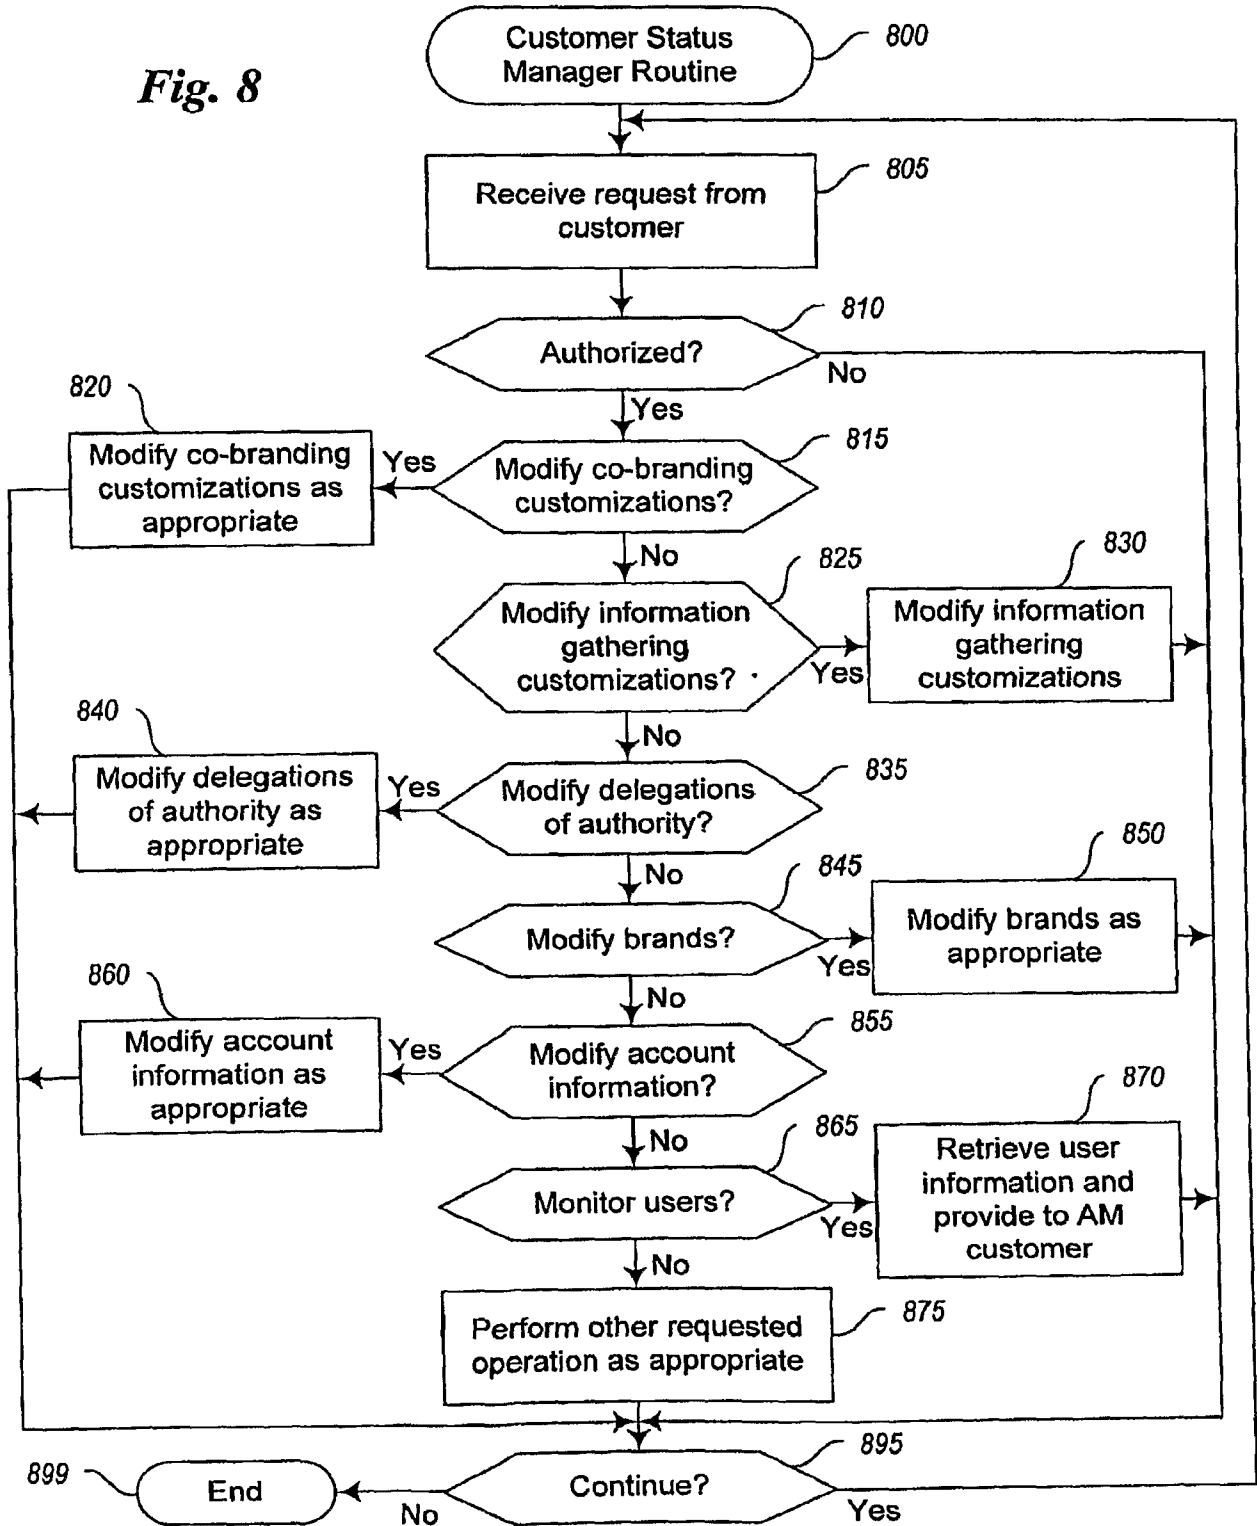 Fig. 8
Customer Status
Manager Routine
800
Receive request from
customer
805
Authorized?
810
No
Yes
820
Modify co-branding
customizations as
appropriate
Yes
Modify co-branding
customizations?
815
No
Modify information
gathering
customizations?
825
Yes
830
Modify information
gathering
customizations
No
840
Modify delegations
of authority as
appropriate
Yes
Modify delegations
of authority?
835
No
Modify brands?
845
Yes
850
Modify brands as
appropriate
No
860
Modify account
information as
appropriate
Yes
Modify account
information?
855
No
Monitor users?
865
Yes
870
Retrieve user
information and
provide to AM
customer
No
Perform other requested
operation as appropriate
875
Continue?
895
Yes
No
End
899